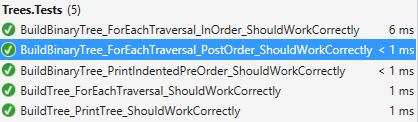 Trees.Tests (5)
BuildBinaryTree_ForEachTraversal_InOrder_ShouldWorkCorrectly 6 ms
BuildBinaryTree_ForEachTraversal_PostOrder_ShouldWorkCorrectly < 1 ms
BuildBinaryTree_PrintIndentedPreOrder_ShouldWorkCorrectly < 1 ms
BuildTree_ForEachTraversal_ShouldWorkCorrectly 1 ms
BuildTree_PrintTree_ShouldWorkCorrectly 1 ms